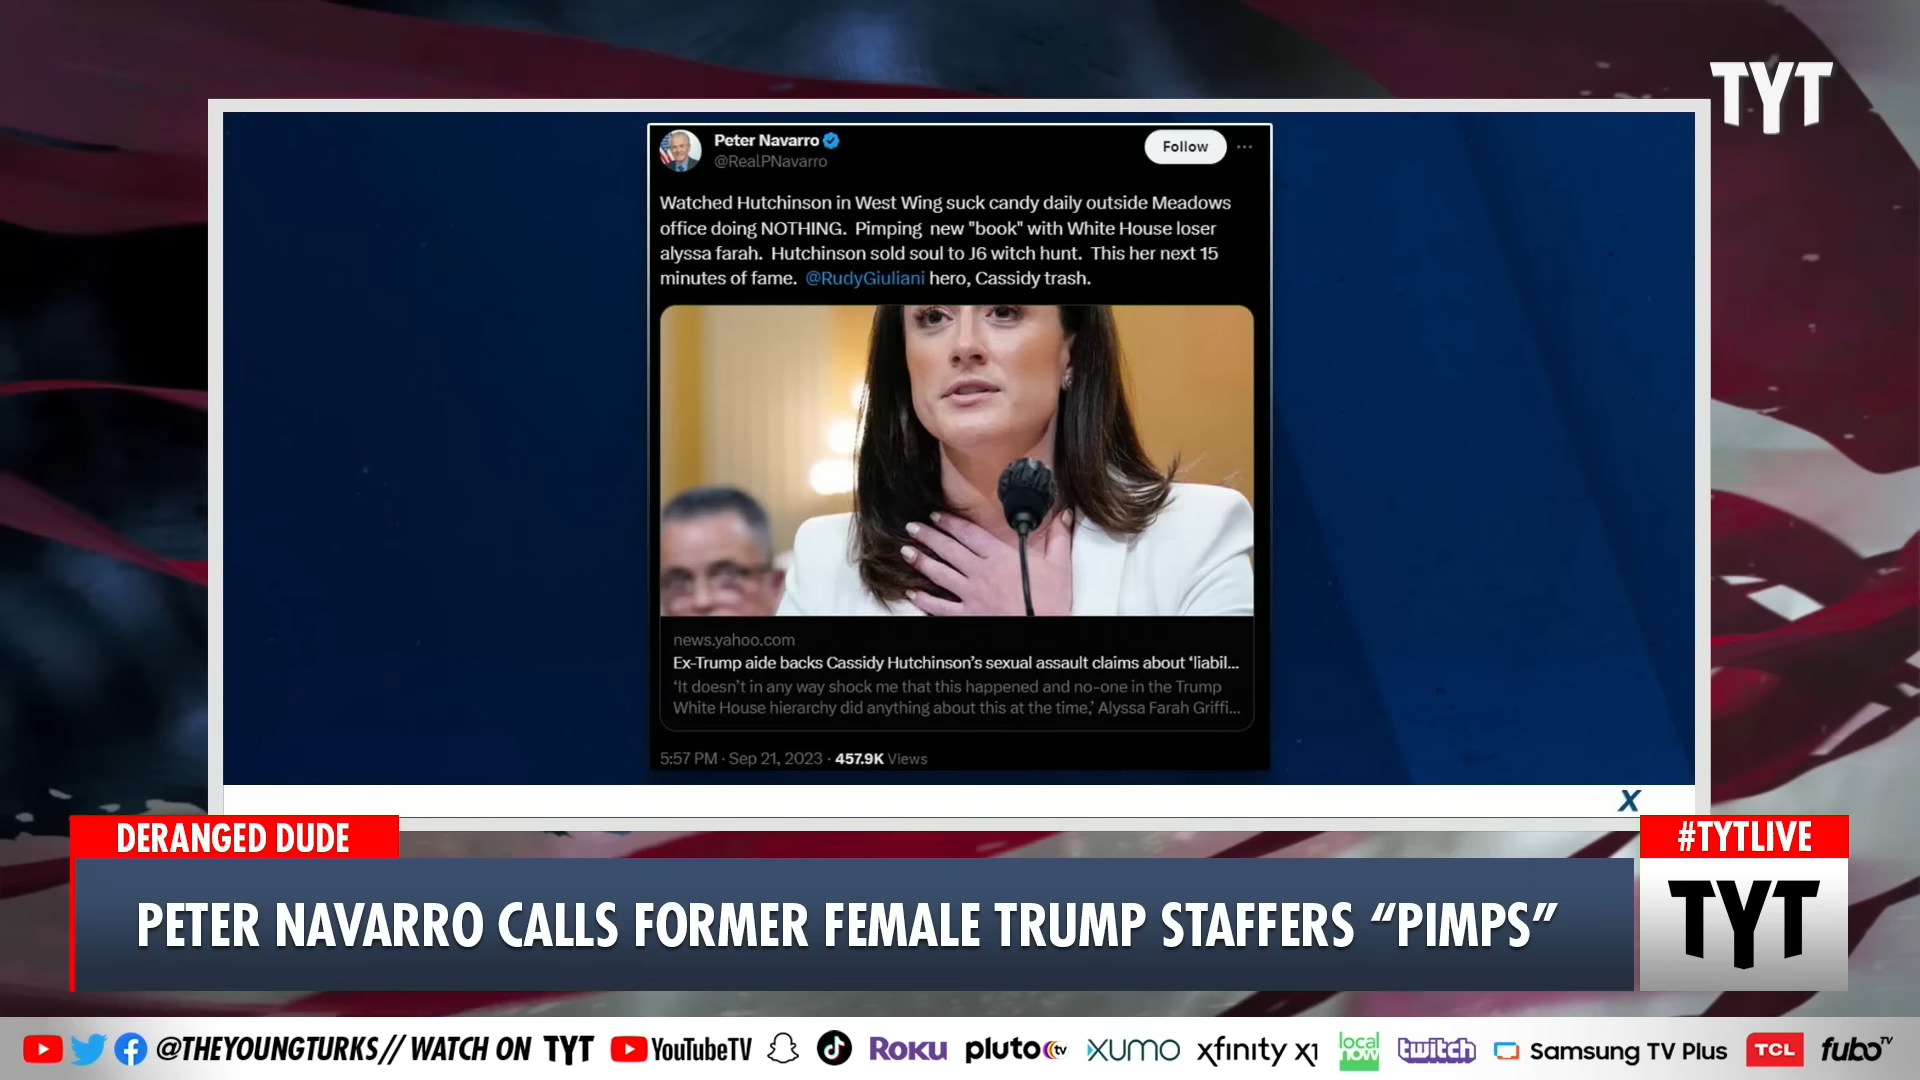 TYT
Peter Navarro
@RealPNavarro
Follow
Watched Hutchinson in West Wing suck candy daily outside Meadows
office doing NOTHING. Pimping new "book" with White House loser
alyssa farah. Hutchinson sold soul to J6 witch hunt. This her next 15
minutes of fame. @RudyGiuliani hero, Cassidy trash.
news.yahoo.com
Ex-Trump aide backs Cassidy Hutchinson's sexual assault claims about 'liabil...
'It doesn't in any way shock me that this happened and no-one in the Trump
White House hierarchy did anything about this at the time,' Alyssa Farah Griffi...
5:57 PM · Sep 21, 2023 · 457.9K Views
X
DERANGED DUDE
#TYTLIVE
PETER NAVARRO CALLS FORMER FEMALE TRUMP STAFFERS “PIMPS”
TYT
@THEYOUNGTURKS// WATCH ON TYT YouTubeTV ROKU pluto tv XUMO xfinity X1 local now twitch Samsung TV Plus TCL fubo TV